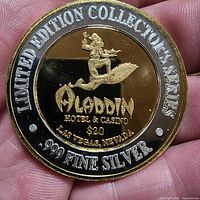 LIMITED EDITION COLLECTOR'S SERIES
ALADDIN
HOTEL & CASINO
$20
LAS VEGAS, NEVADA
.999 FINE SILVER